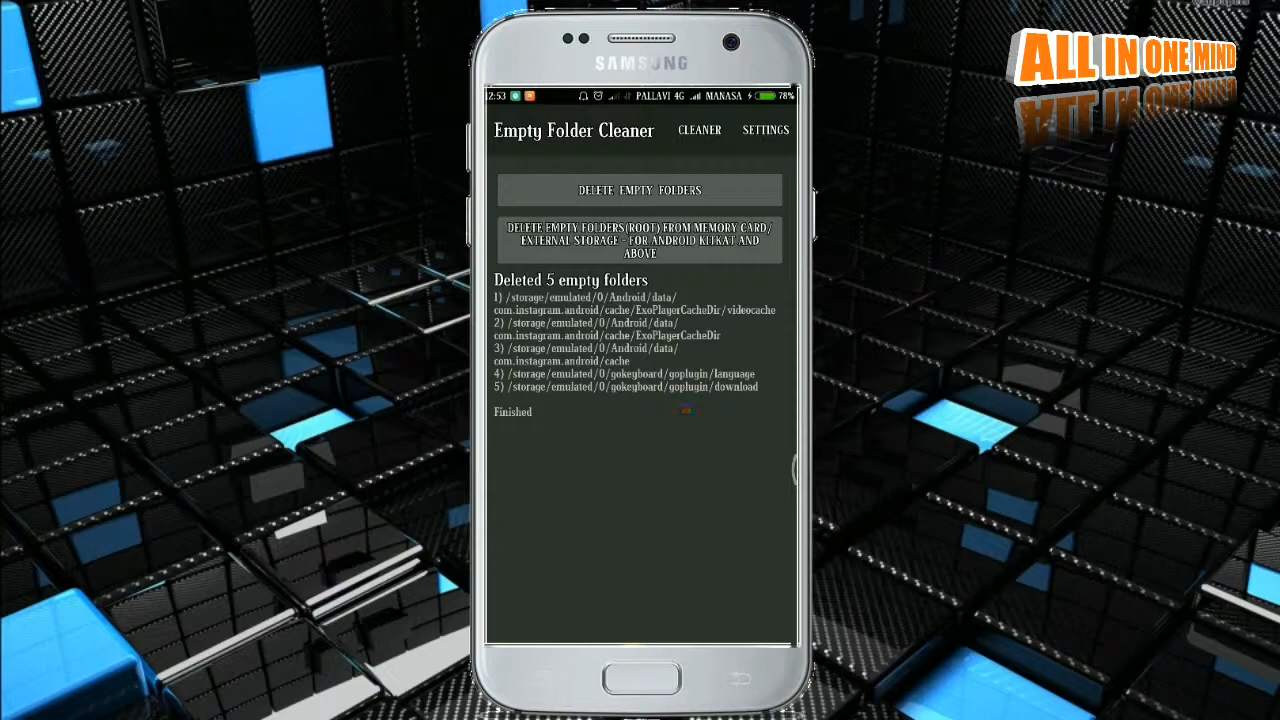 Wallpapers
ALL IN ONE MIND
SAMSUNG
12:53 PALLAVI 4G MANASA 78%
Empty Folder Cleaner CLEANER SETTINGS
DELETE EMPTY FOLDERS
DELETE EMPTY FOLDERS(ROOT) FROM MEMORY CARD/
EXTERNAL STORAGE - FOR ANDROID KITKAT AND
ABOVE
Deleted 5 empty folders
1) /storage/emulated/0/Android/data/
com.instagram.android/cache/ExoPlayerCacheDir/videocache
2) /storage/emulated/0/Android/data/
com.instagram.android/cache/ExoPlayerCacheDir
3) /storage/emulated/0/Android/data/
com.instagram.android/cache
4) /storage/emulated/0/gokeyboard/goplugin/language
5) /storage/emulated/0/gokeyboard/goplugin/download
Finished